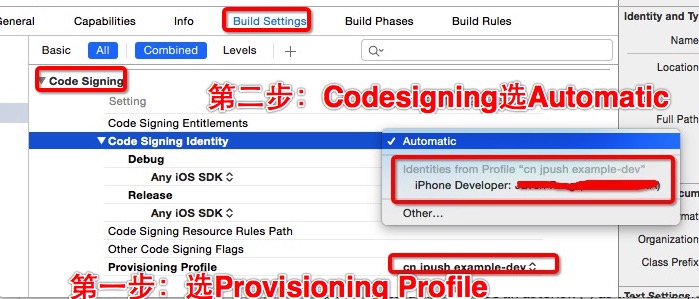 General Capabilities Info Build Settings Build Phases Build Rules
Basic All Combined Levels +
Code Signing
Setting
第二步：Codesigning选Automatic
Code Signing Entitlements
Code Signing Identity
Automatic
Debug
Identities from Profile "cn jpush example-dev"
Any iOS SDK
iPhone Developer:
Release
Any iOS SDK
Other...
Code Signing Resource Rules Path
Other Code Signing Flags
Provisioning Profile cn jpush example-dev
第一步：选Provisioning Profile
Identity and Ty
Name
Location
Full Path
Organization
Class Prefix
Text Settings